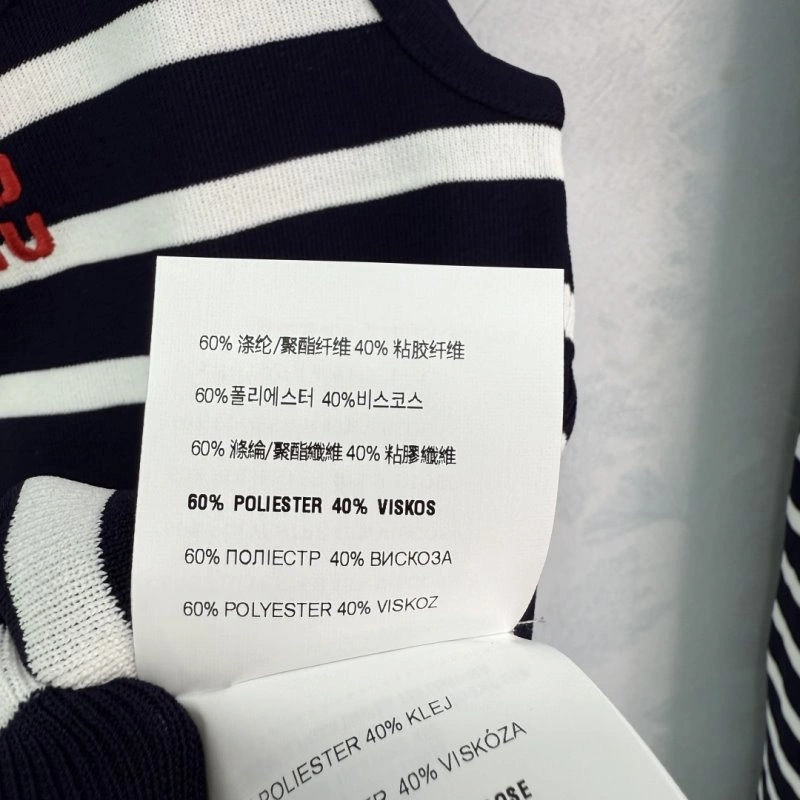 60% 涤纶/聚酯纤维 40% 粘胶纤维
60%폴리에스터 40%비스코스
60% 滌綸/聚酯纖維 40% 粘膠纖維
60% POLIESTER 40% VISKOS
60% ПОЛІЕСТР 40% ВИСКОЗА
60% POLYESTER 40% VISKOZ
POLIESTER 40% KLEJ
40% VISKÓZA